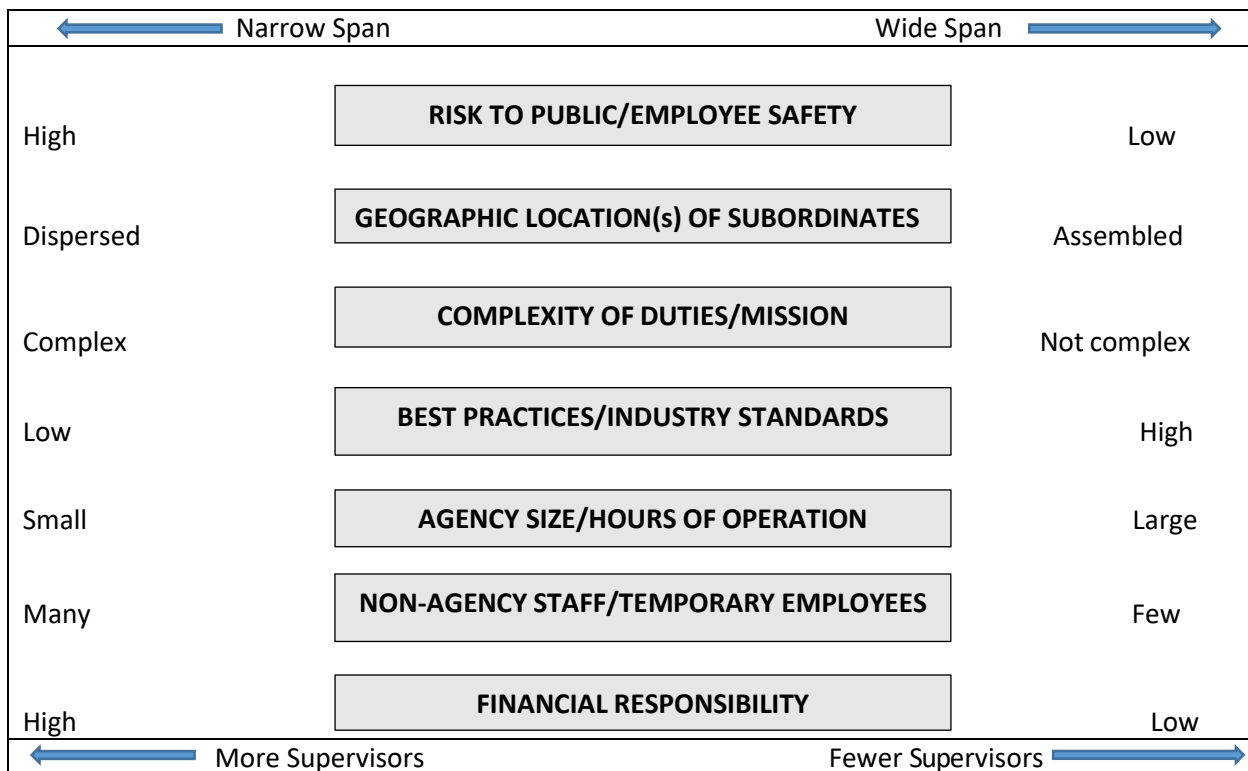 Narrow Span Wide Span
RISK TO PUBLIC/EMPLOYEE SAFETY
High Low
GEOGRAPHIC LOCATION(s) OF SUBORDINATES
Dispersed Assembled
COMPLEXITY OF DUTIES/MISSION
Complex Not complex
BEST PRACTICES/INDUSTRY STANDARDS
Low High
Small AGENCY SIZE/HOURS OF OPERATION Large
NON-AGENCY STAFF/TEMPORARY EMPLOYEES
Many Few
FINANCIAL RESPONSIBILITY
High Low
More Supervisors Fewer Supervisors